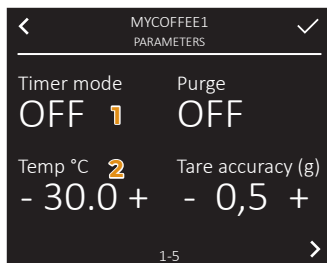 MYCOFFEE1
PARAMETERS
Timer mode Purge
OFF 1 OFF
Temp °C 2 Tare accuracy (g)
- 30.0 + - 0,5 +
1-5